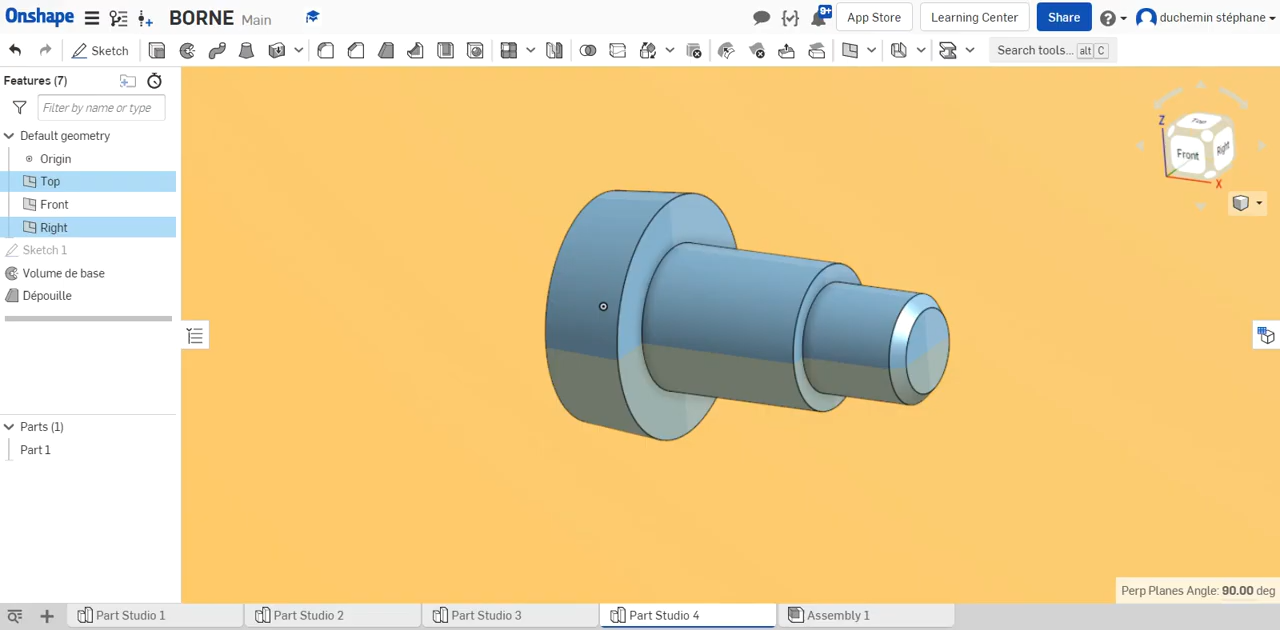 Onshape BORNE Main 9+ App Store Learning Center Share duchemin stéphane
Sketch Search tools... alt C
Features (7)
Filter by name or type
Default geometry
Origin
Top
Front
Right
Sketch 1
Volume de base
Dépouille
Parts (1)
Part 1
Z
Top
Front
Right
X
Perp Planes Angle: 90.00 deg
Part Studio 1 Part Studio 2 Part Studio 3 Part Studio 4 Assembly 1